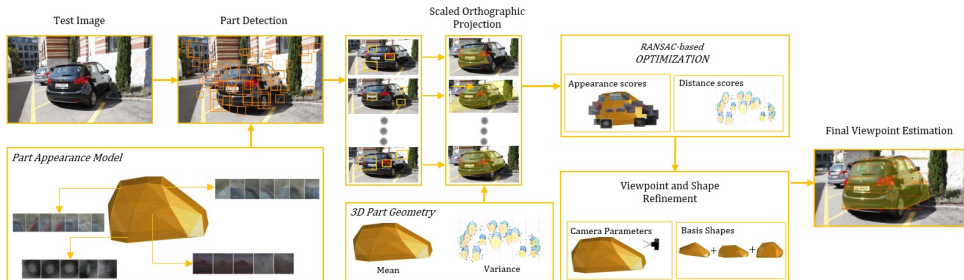 Test Image
Part Detection
Scaled Orthographic
Projection
RANSAC-based
OPTIMIZATION
Appearance scores
Distance scores
Final Viewpoint Estimation
Part Appearance Model
3D Part Geometry
Mean
Variance
Viewpoint and Shape
Refinement
Camera Parameters
Basis Shapes
+
+